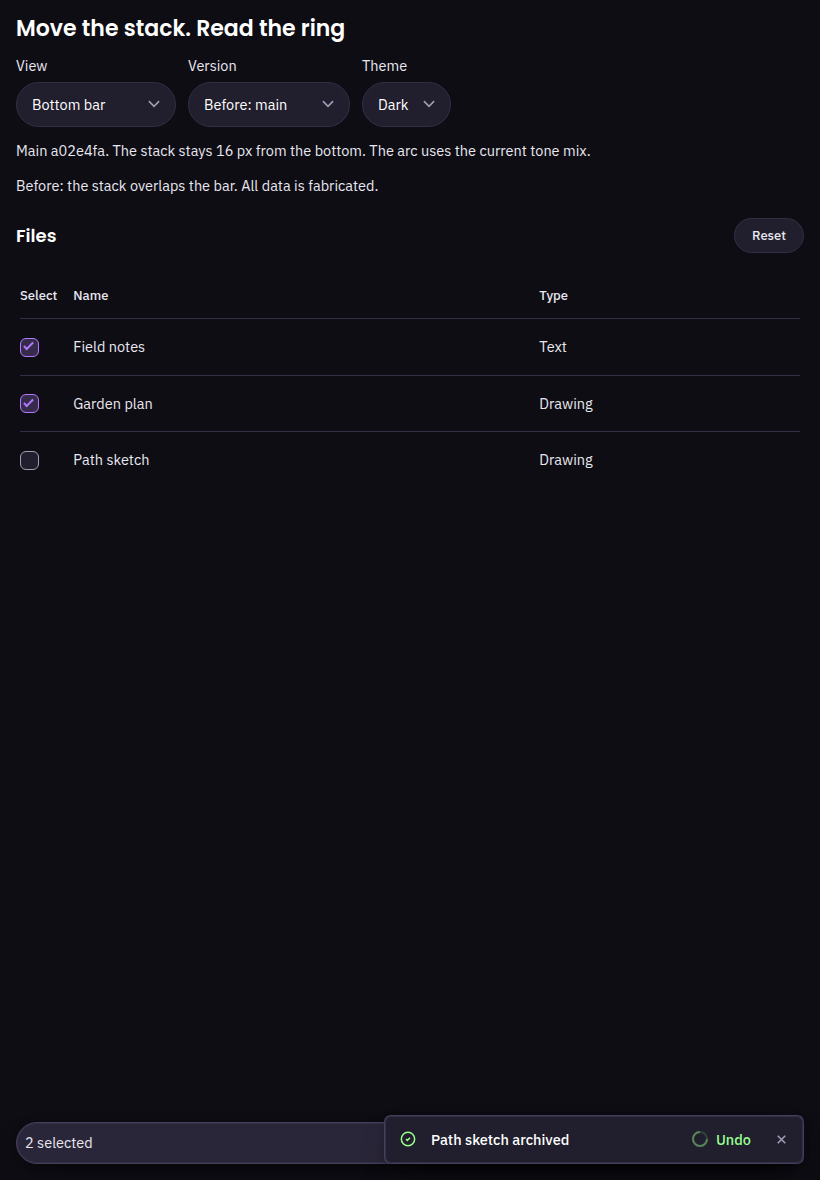 Move the stack. Read the ring
View Version Theme
Bottom bar Before: main Dark
Main a02e4fa. The stack stays 16 px from the bottom. The arc uses the current tone mix.
Before: the stack overlaps the bar. All data is fabricated.
Files Reset
Select Name Type
Field notes Text
Garden plan Drawing
Path sketch Drawing
2 selected Path sketch archived Undo